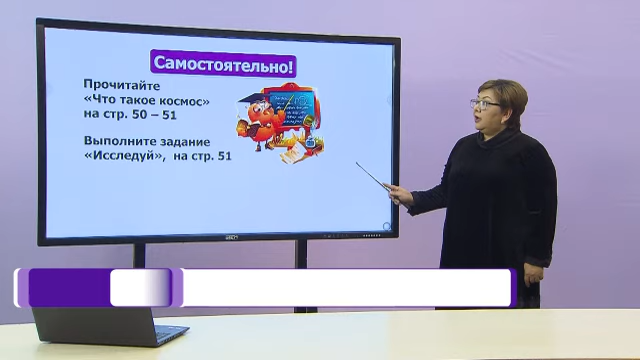 Самостоятельно!
Прочитайте
«Что такое космос»
на стр. 50 – 51
Выполните задание
«Исследуй», на стр. 51